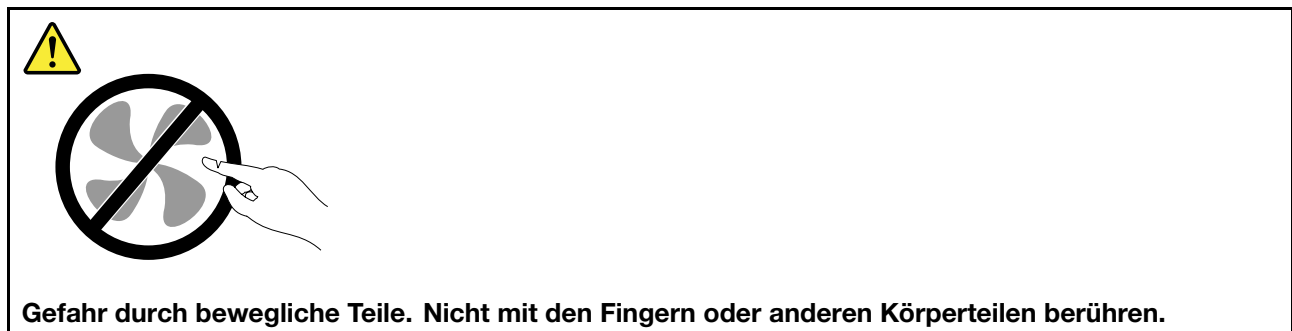 Gefahr durch bewegliche Teile. Nicht mit den Fingern oder anderen Körperteilen berühren.